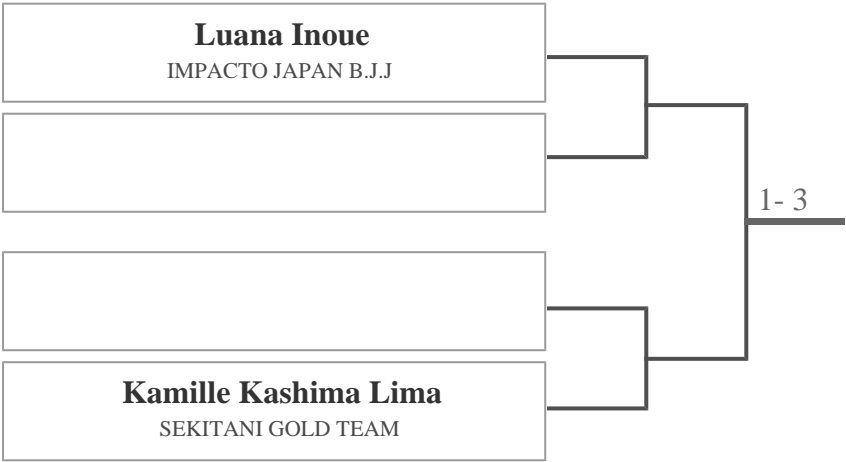 Luana Inoue
IMPACTO JAPAN B.J.J
1- 3
Kamille Kashima Lima
SEKITANI GOLD TEAM